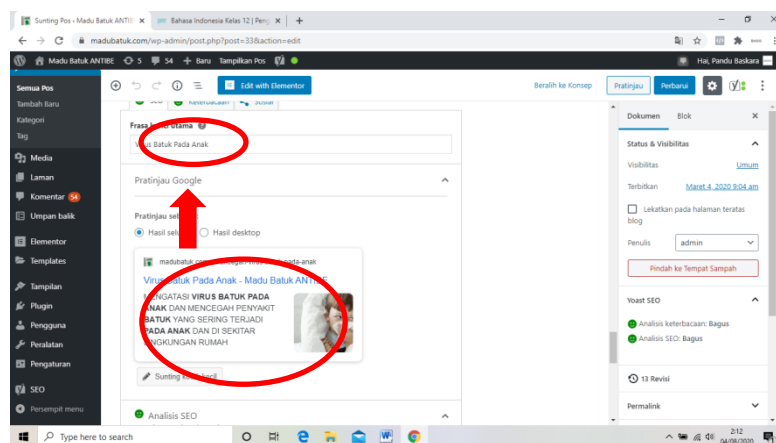 Sunting Pos ‹ Madu Batuk ANTIB
Bahasa Indonesia Kelas 12 | Peng
madubatuk.com/wp-admin/post.php?post=33&action=edit
Madu Batuk ANTIBE 5 54 + Baru Tampilkan Pos Hai, Pandu Baskara
Semua Pos
Tambah Baru
Kategori
Tag
Media
Laman
Komentar 54
Umpan balik
Elementor
Templates
Tampilan
Plugin
Pengguna
Peralatan
Pengaturan
SEO
Persempit menu
Edit with Elementor
Beralih ke Konsep Pratinjau Perbarui
SEO Keterbacaan Sosial
Frasa kunci utama
Virus Batuk Pada Anak
Pratinjau Google
Pratinjau
Hasil Hasil desktop
Virus Batuk Pada Anak - Madu Batuk ANTIBE
MENGATASI VIRUS BATUK PADA
ANAK DAN MENCEGAH PENYAKIT
BATUK YANG SERING TERJADI
PADA ANAK DAN DI SEKITAR
LINGKUNGAN RUMAH
Sunting kecil
Analisis SEO
Dokumen Blok
Status & Visibilitas
Visibilitas Umum
Terbitkan Maret 4, 2020 9:04 am
Lekatkan pada halaman teratas
blog
Penulis admin
Pindah ke Tempat Sampah
Yoast SEO
Analisis keterbacaan: Bagus
Analisis SEO: Bagus
13 Revisi
Permalink
Type here to search
2:12
04/08/2020